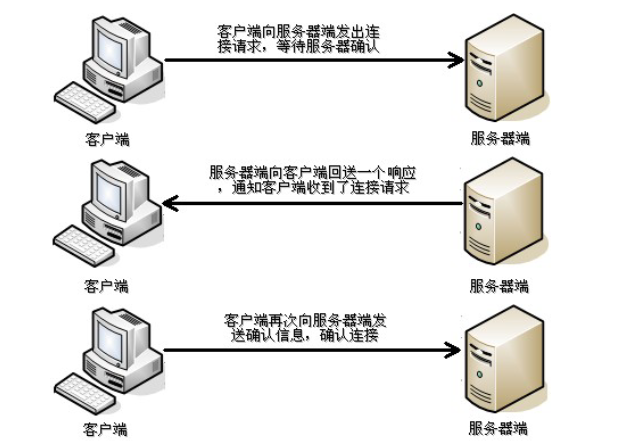 客户端向服务器端发出连
接请求，等待服务器确认
客户端
服务器端
服务器端向客户端回送一个响应
，通知客户端收到了连接请求
客户端
服务器端
客户端再次向服务器端发
送确认信息，确认连接
客户端
服务器端